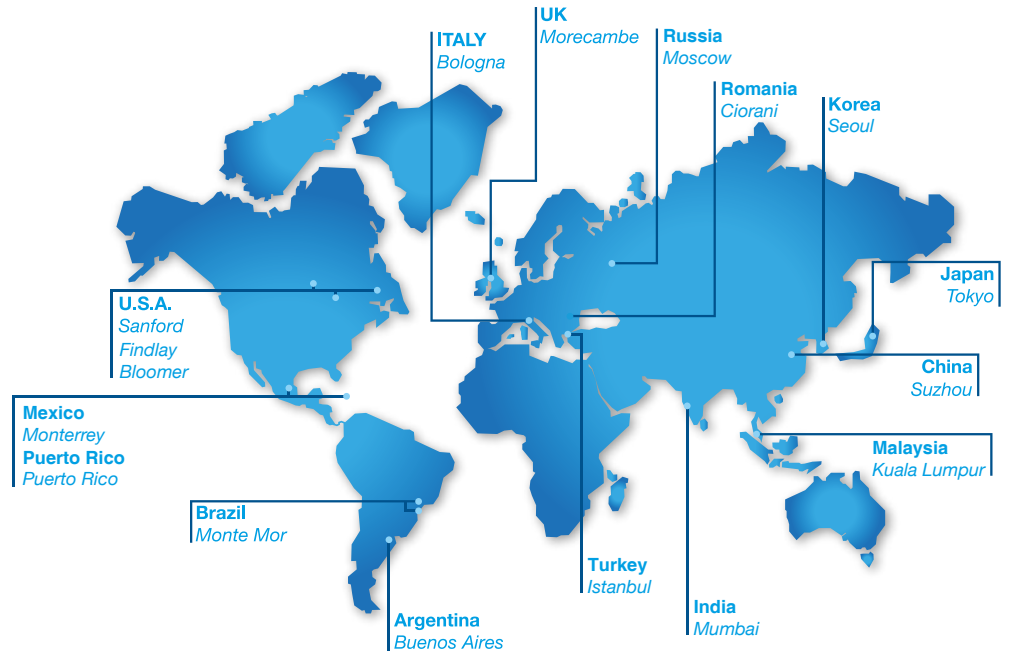 UK
Morecambe
ITALY
Bologna
Russia
Moscow
Romania
Ciorani
Korea
Seoul
Japan
Tokyo
U.S.A.
Sanford
Findlay
Bloomer
China
Suzhou
Mexico
Monterrey
Puerto Rico
Puerto Rico
Malaysia
Kuala Lumpur
Brazil
Monte Mor
Turkey
Istanbul
India
Mumbai
Argentina
Buenos Aires